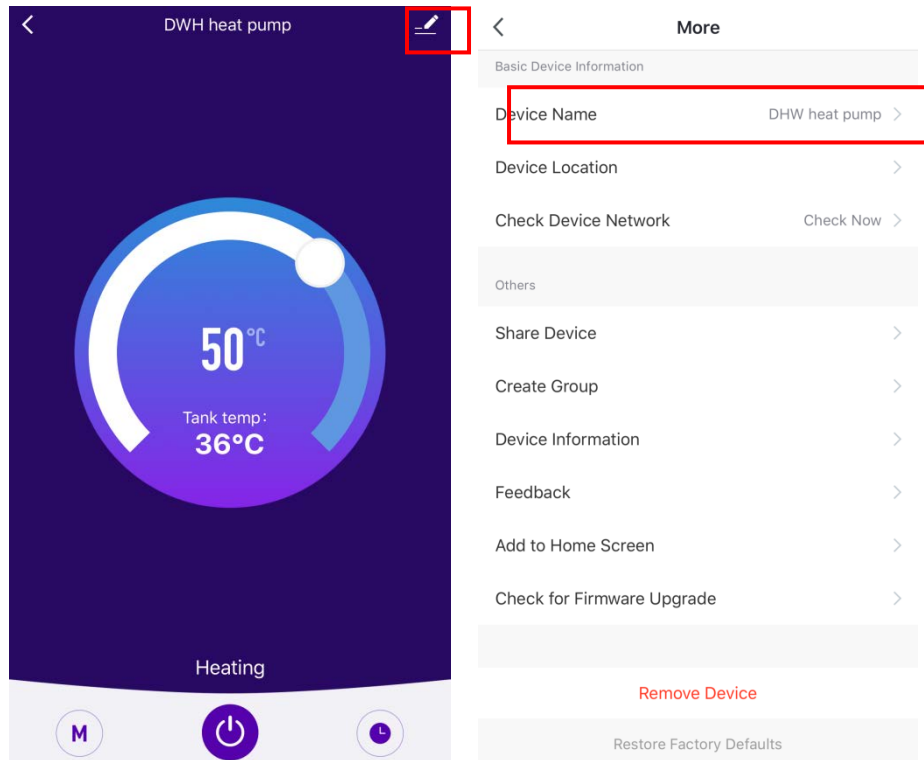 DWH heat pump
50°C
Tank temp:
36°C
Heating
M
More
Basic Device Information
Device Name DHW heat pump
Device Location
Check Device Network Check Now
Others
Share Device
Create Group
Device Information
Feedback
Add to Home Screen
Check for Firmware Upgrade
Remove Device
Restore Factory Defaults